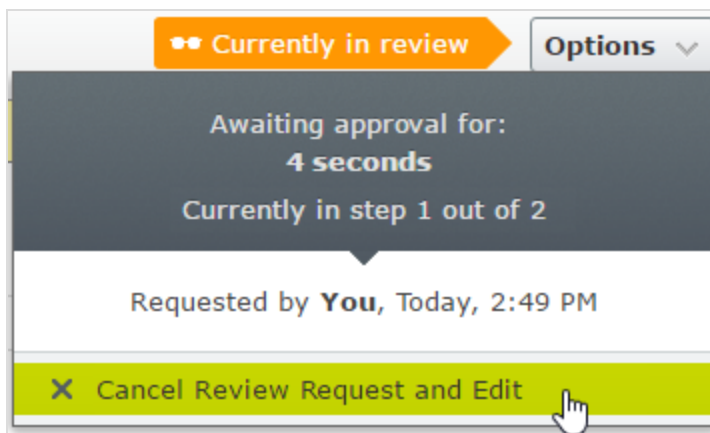 Currently in review
Options
Awaiting approval for:
4 seconds
Currently in step 1 out of 2
Requested by You, Today, 2:49 PM
Cancel Review Request and Edit